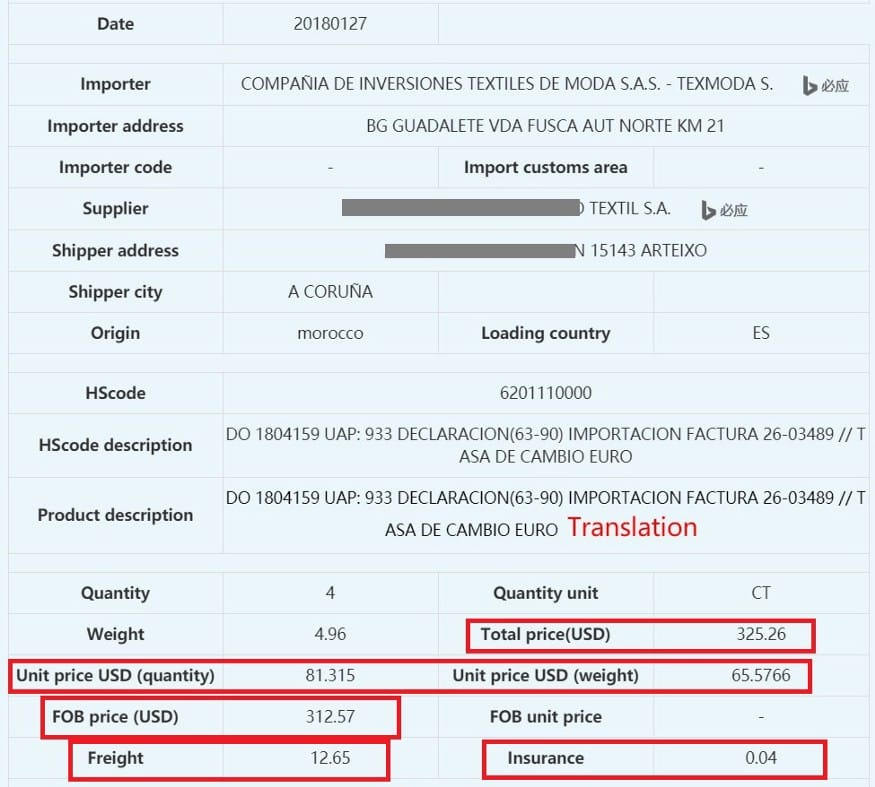 Date 20180127
Importer COMPAÑIA DE INVERSIONES TEXTILES DE MODA S.A.S. - TEXMODA S. 必应
Importer address BG GUADALETE VDA FUSCA AUT NORTE KM 21
Importer code - Import customs area -
Supplier TEXTIL S.A. 必应
Shipper address N 15143 ARTEIXO
Shipper city A CORUÑA
Origin morocco Loading country ES
HScode 6201110000
HScode description DO 1804159 UAP: 933 DECLARACION(63-90) IMPORTACION FACTURA 26-03489 // T
ASA DE CAMBIO EURO
Product description DO 1804159 UAP: 933 DECLARACION(63-90) IMPORTACION FACTURA 26-03489 // T
ASA DE CAMBIO EURO Translation
Quantity 4 Quantity unit CT
Weight 4.96 Total price(USD) 325.26
Unit price USD (quantity) 81.315 Unit price USD (weight) 65.5766
FOB price (USD) 312.57 FOB unit price -
Freight 12.65 Insurance 0.04